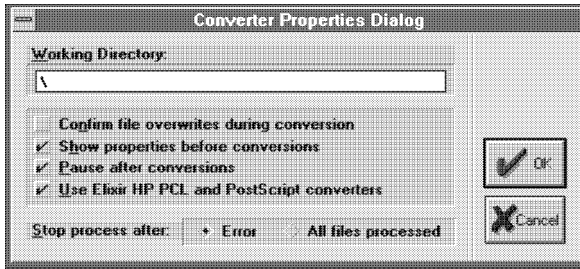 Converter Properties Dialog
Working Directory:
\
Confirm file overwrites during conversion
Show properties before conversions
Pause after conversions
Use Elixir HP PCL and PostScript converters
OK
Cancel
Stop process after: Error All files processed